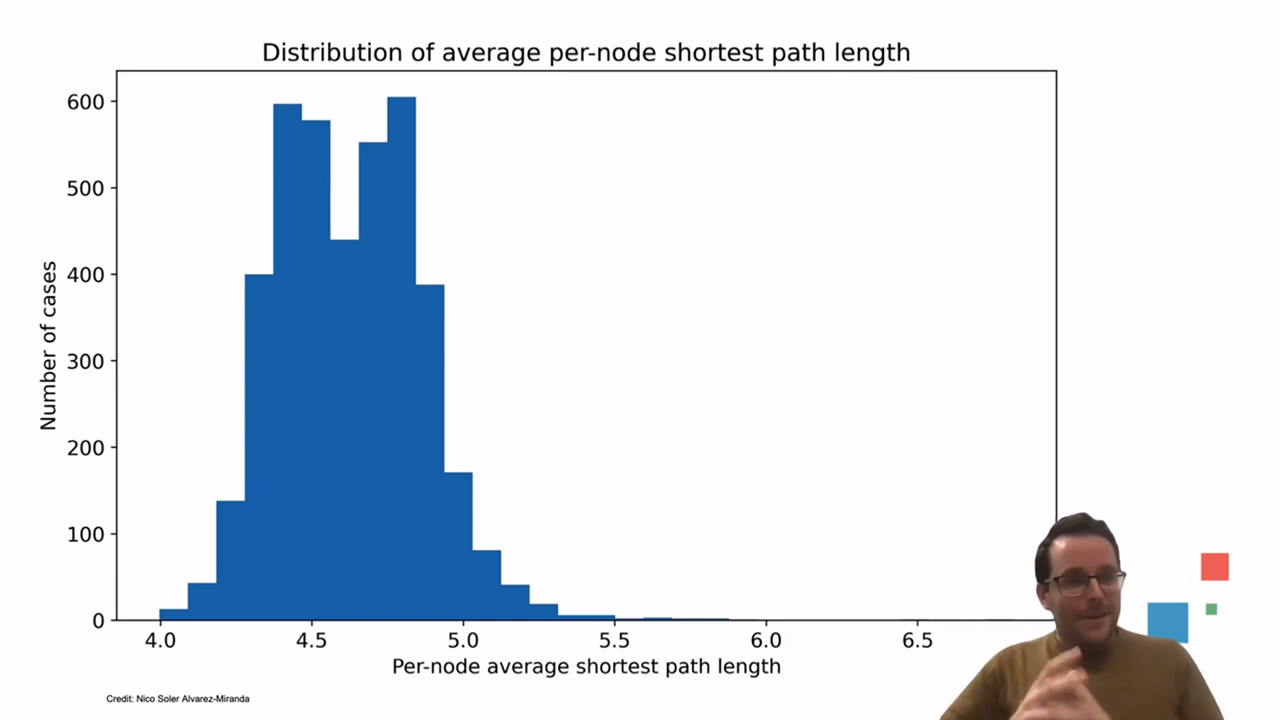 Distribution of average per-node shortest path length
Number of cases
600
500
400
300
200
100
0
4.0 4.5 5.0 5.5 6.0 6.5
Per-node average shortest path length
Credit: Nico Soler Alvarez-Miranda